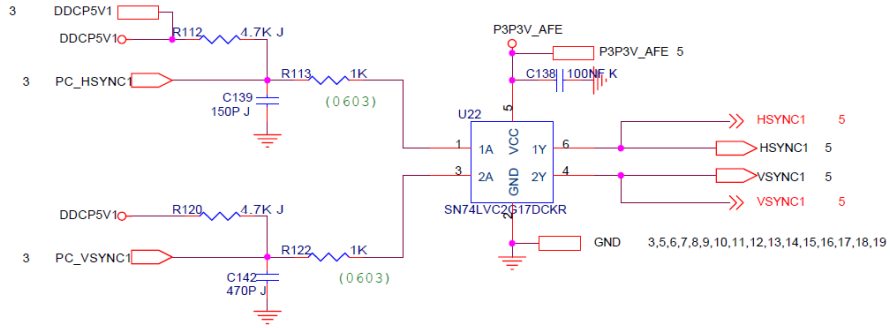 3 DDCP5V1
DDCP5V1 R112 4.7K J
P3P3V_AFE
P3P3V_AFE 5
3 PC_HSYNC1 R113 1K
C138 100NF K
C139
150P J
(0603)
U22
5
VCC
1 1A 1Y 6
3 2A 2Y 4
GND
2
SN74LVC2G17DCKR
HSYNC1 5
HSYNC1 5
VSYNC1 5
VSYNC1 5
DDCP5V1 R120 4.7K J
3 PC_VSYNC1 R122 1K
C142
470P J
(0603)
GND 3,5,6,7,8,9,10,11,12,13,14,15,16,17,18,19